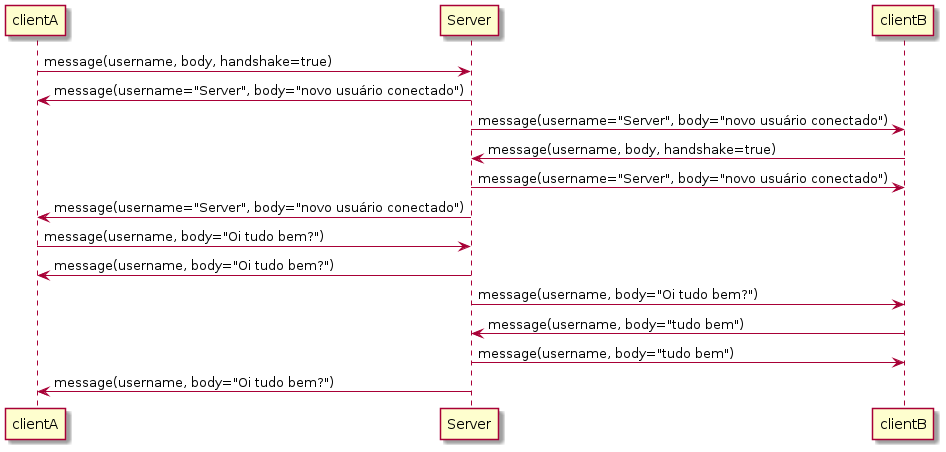 clientA
Server
clientB
message(username, body, handshake=true)
message(username="Server", body="novo usuário conectado")
message(username="Server", body="novo usuário conectado")
message(username, body, handshake=true)
message(username="Server", body="novo usuário conectado")
message(username="Server", body="novo usuário conectado")
message(username, body="Oi tudo bem?")
message(username, body="Oi tudo bem?")
message(username, body="Oi tudo bem?")
message(username, body="tudo bem")
message(username, body="tudo bem")
message(username, body="Oi tudo bem?")
clientA
Server
clientB